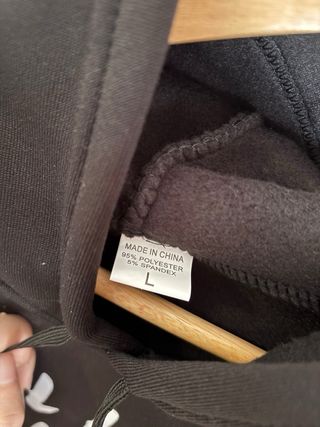 MADE IN CHINA
95% POLYESTER
5% SPANDEX
L